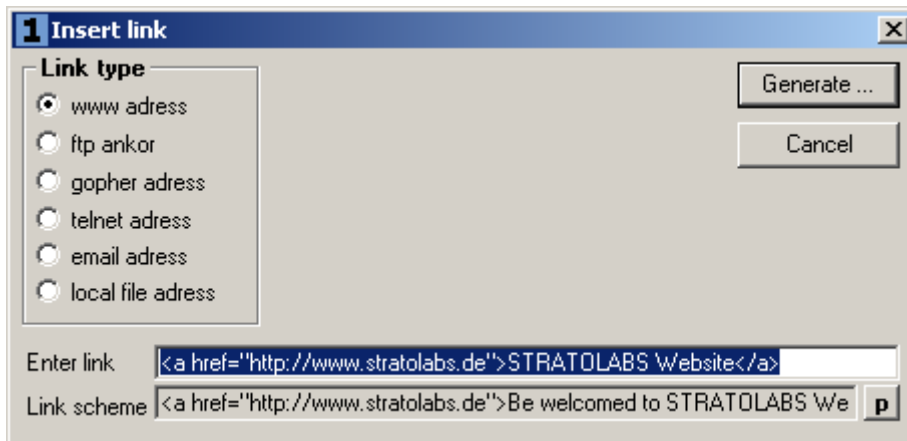 1 Insert link
Link type
www adress
ftp ankor
gopher adress
telnet adress
email adress
local file adress
Generate ...
Cancel
Enter link <a href="http://www.stratolabs.de">STRATOLABS Website</a>
Link scheme <a href="http://www.stratolabs.de">Be welcomed to STRATOLABS We p